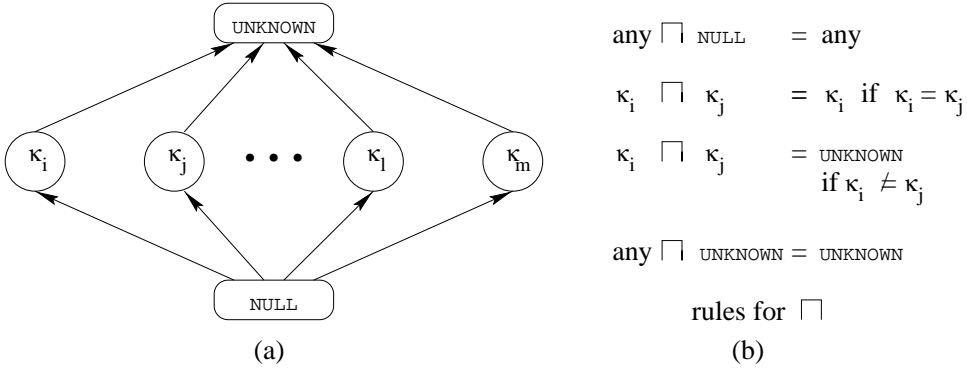 UNKNOWN
κi κj • • • κl κm
NULL
(a)
any ⊓ NULL = any
κi ⊓ κj = κi if κi = κj
κi ⊓ κj = UNKNOWN
if κi ≠ κj
any ⊓ UNKNOWN = UNKNOWN
rules for ⊓
(b)